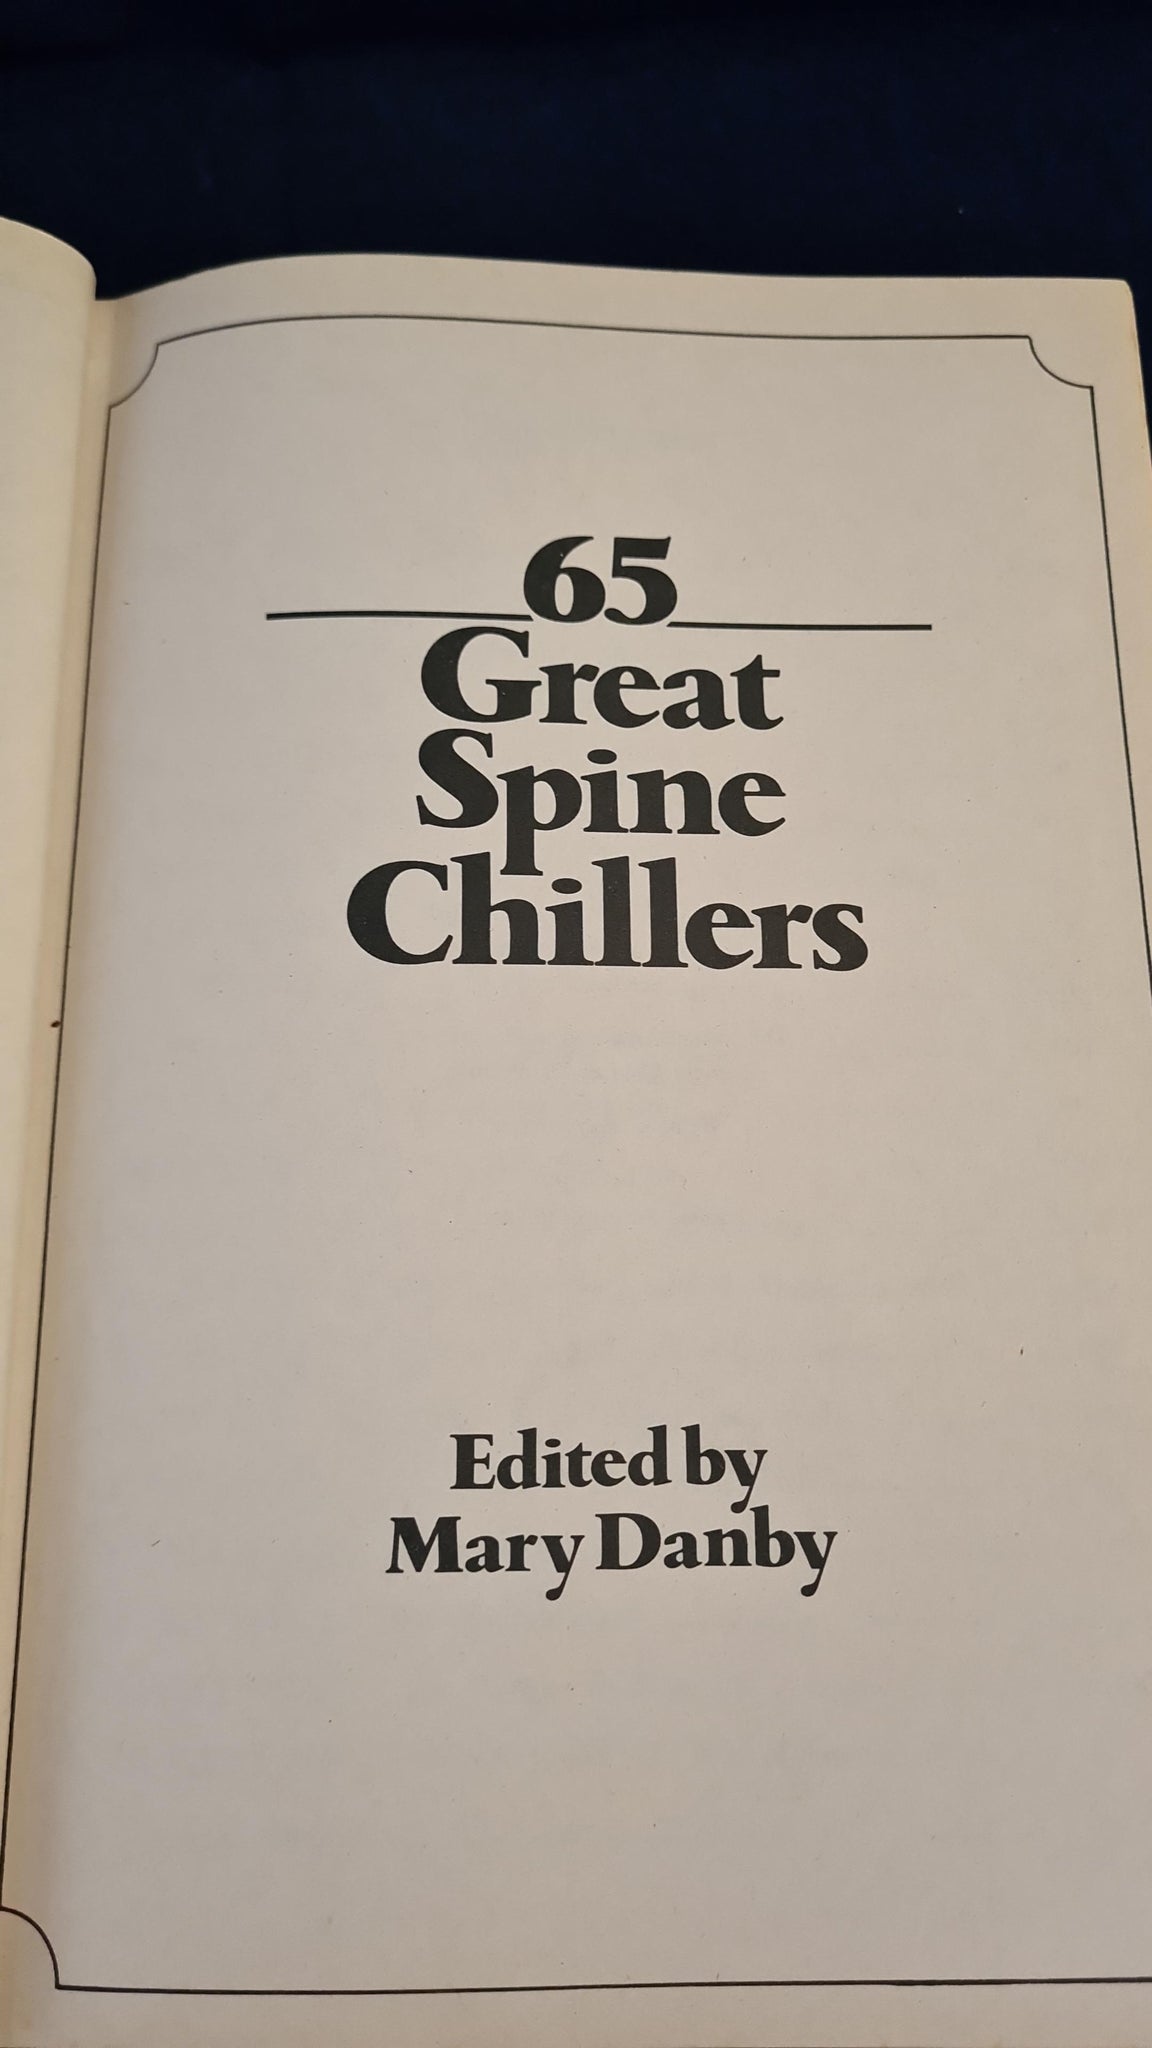 65
Great
Spine
Chillers
Edited by
Mary Danby